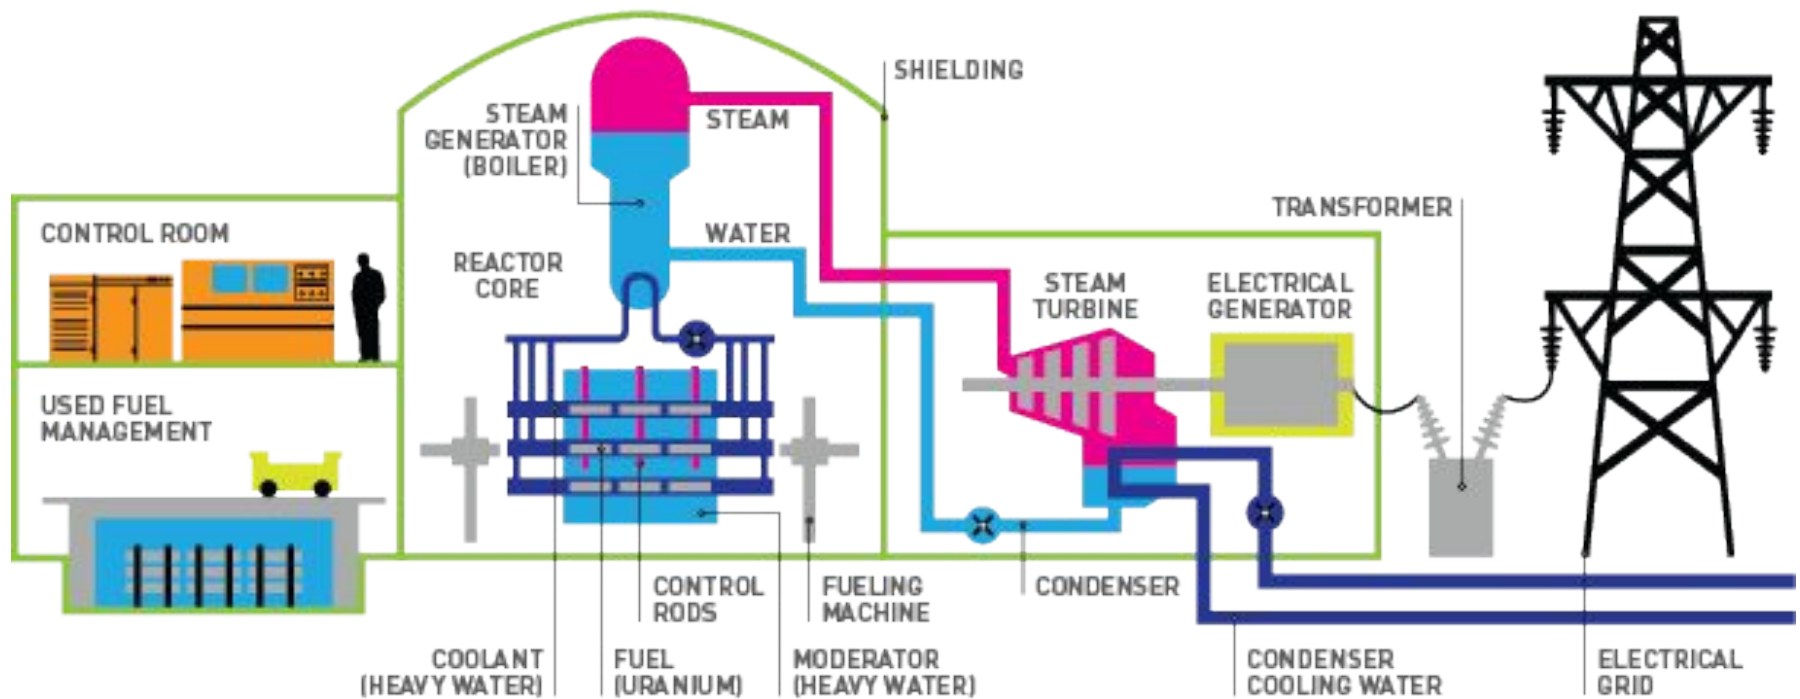 SHIELDING
STEAM
GENERATOR
(BOILER)
STEAM
CONTROL ROOM
WATER
TRANSFORMER
REACTOR
CORE
STEAM
TURBINE
ELECTRICAL
GENERATOR
USED FUEL
MANAGEMENT
CONTROL
RODS
FUELING
MACHINE
CONDENSER
COOLANT
(HEAVY WATER)
FUEL
(URANIUM)
MODERATOR
(HEAVY WATER)
CONDENSER
COOLING WATER
ELECTRICAL
GRID